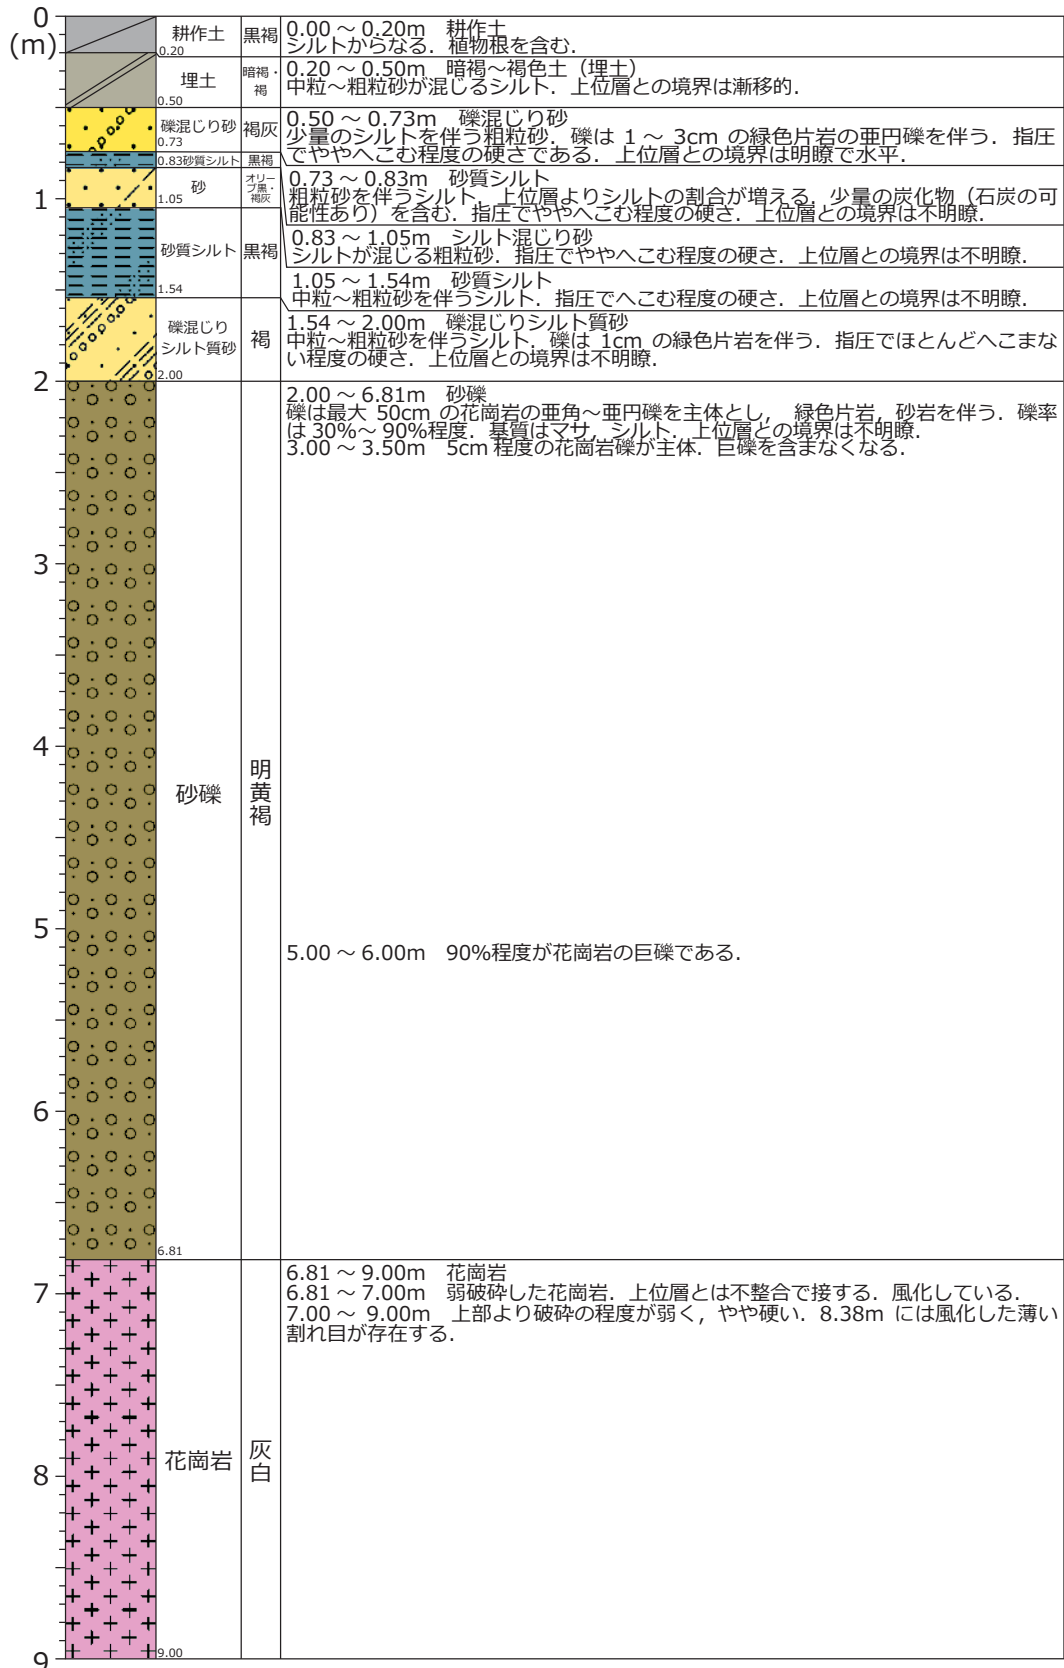 0
(m)
耕作土
0.20
黒褐
0.00 ~ 0.20m 耕作土
シルトからなる．植物根を含む．
埋土
0.50
暗褐・
褐
0.20 ~ 0.50m 暗褐~褐色土（埋土）
中粒~粗粒砂が混じるシルト．上位層との境界は漸移的．
礫混じり砂
0.73
褐灰
0.50 ~ 0.73m 礫混じり砂
少量のシルトを伴う粗粒砂．礫は 1 ~ 3cm の緑色片岩の亜円礫を伴う．指圧
でややへこむ程度の硬さである．上位層との境界は明瞭で水平．
0.83
砂質シルト
黒褐
0.73 ~ 0.83m 砂質シルト
粗粒砂を伴うシルト．上位層よりシルトの割合が増える．少量の炭化物（石炭の可
能性あり）を含む．指圧でややへこむ程度の硬さ．上位層との境界は不明瞭．
1
砂
1.05
オリー
ブ黒・
褐灰
0.83 ~ 1.05m シルト混じり砂
シルトが混じる粗粒砂．指圧でややへこむ程度の硬さ．上位層との境界は不明瞭．
砂質シルト
1.54
黒褐
1.05 ~ 1.54m 砂質シルト
中粒~粗粒砂を伴うシルト．指圧でへこむ程度の硬さ．上位層との境界は不明瞭．
礫混じり
シルト質砂
2.00
褐
1.54 ~ 2.00m 礫混じりシルト質砂
中粒~粗粒砂を伴うシルト．礫は 1cm の緑色片岩を伴う．指圧でほとんどへこまな
い程度の硬さ．上位層との境界は不明瞭．
2
2.00 ~ 6.81m 砂礫
礫は最大 50cm の花崗岩の亜角~亜円礫を主体とし， 緑色片岩，砂岩を伴う．礫率
は 30%~ 90%程度．基質はマサ，シルト．上位層との境界は不明瞭．
3.00 ~ 3.50m 5cm 程度の花崗岩礫が主体．巨礫を含まなくなる．
3
4
砂礫
明
黄
褐
5
5.00 ~ 6.00m 90%程度が花崗岩の巨礫である．
6
6.81
6.81 ~ 9.00m 花崗岩
6.81 ~ 7.00m 弱破砕した花崗岩．上位層とは不整合で接する．風化している．
7
7.00 ~ 9.00m 上部より破砕の程度が弱く，やや硬い．8.38m には風化した薄い
割れ目が存在する．
8
花崗岩
灰
白
9.00
9